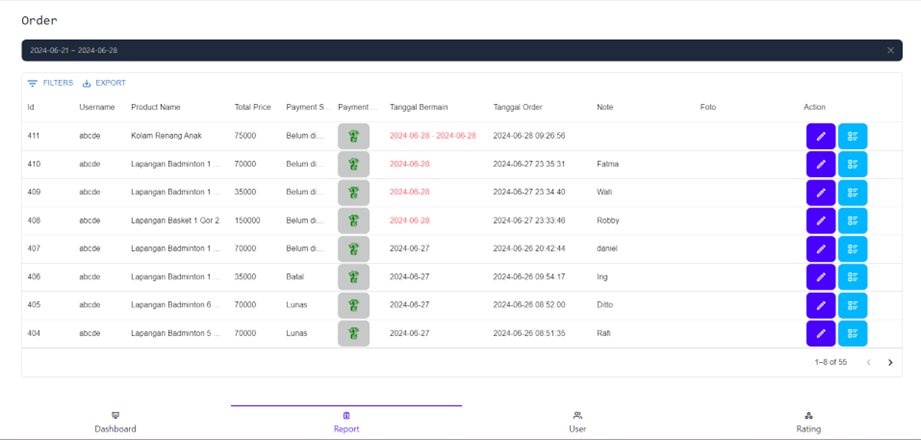 Order
2024-06-21 ~ 2024-06-28
FILTERS EXPORT
Id Username Product Name Total Price Payment S... Payment ... Tanggal Bermain Tanggal Order Note Foto Action
411 abcde Kolam Renang Anak 75000 Belum di... 2024-06-28 - 2024-06-28 2024-06-28 09:26:56
410 abcde Lapangan Badminton 1 ... 70000 Belum di... 2024-06-28 2024-06-27 23:35:31 Fatma
409 abcde Lapangan Badminton 1 ... 35000 Belum di... 2024-06-28 2024-06-27 23:34:40 Wati
408 abcde Lapangan Basket 1 Gor 2 150000 Belum di... 2024-06-28 2024-06-27 23:33:46 Robby
407 abcde Lapangan Badminton 1 ... 70000 Belum di... 2024-06-27 2024-06-26 20:42:44 daniel
406 abcde Lapangan Badminton 1 ... 35000 Batal 2024-06-27 2024-06-26 09:54:17 Ing
405 abcde Lapangan Badminton 6 ... 70000 Lunas 2024-06-27 2024-06-26 08:52:00 Ditto
404 abcde Lapangan Badminton 5 ... 70000 Lunas 2024-06-27 2024-06-26 08:51:35 Rafi
1–8 of 55
Dashboard Report User Rating